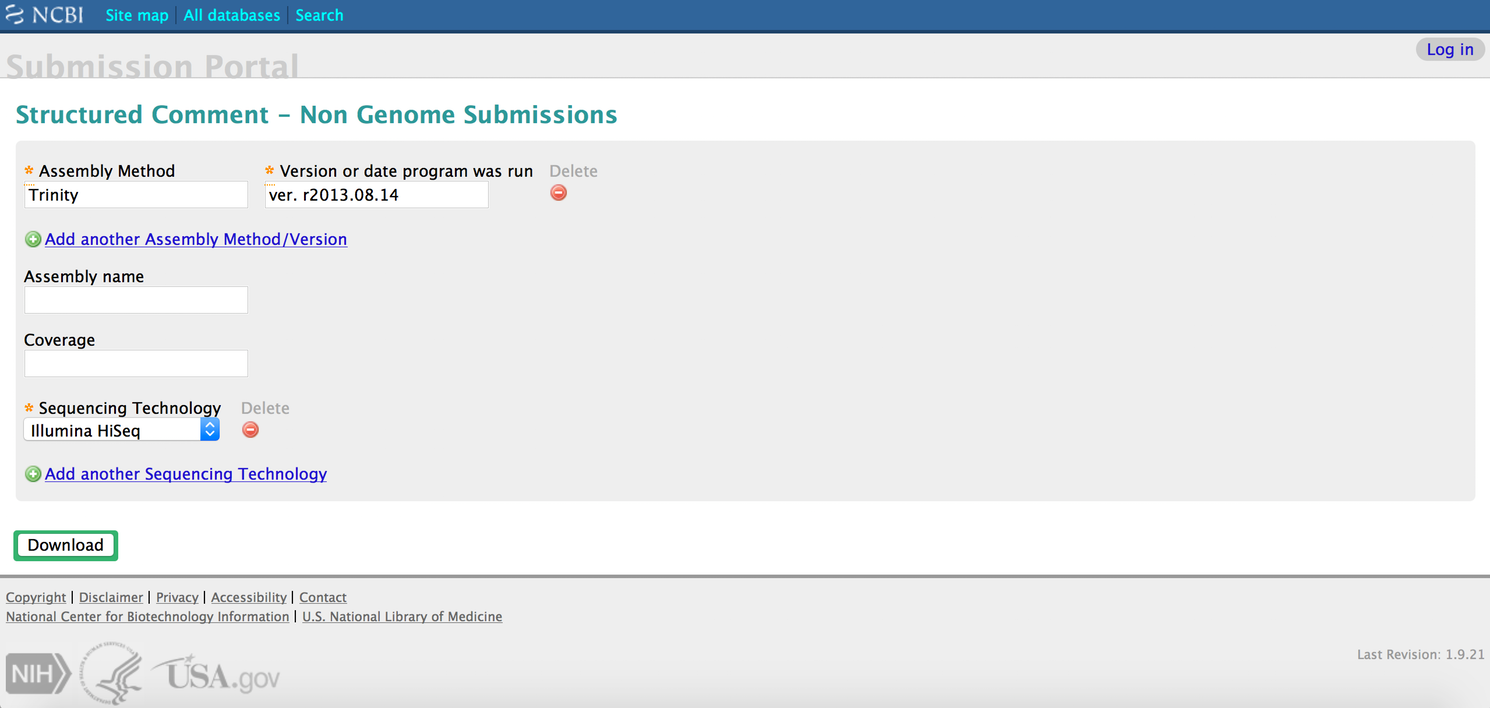 NCBI Site map All databases Search
Log in
Submission Portal
Structured Comment – Non Genome Submissions
* Assembly Method * Version or date program was run Delete
Trinity ver. r2013.08.14
Add another Assembly Method/Version
Assembly name
Coverage
* Sequencing Technology Delete
Illumina HiSeq
Add another Sequencing Technology
Download
Copyright | Disclaimer | Privacy | Accessibility | Contact
National Center for Biotechnology Information | U.S. National Library of Medicine
Last Revision: 1.9.21
NIH USA.gov